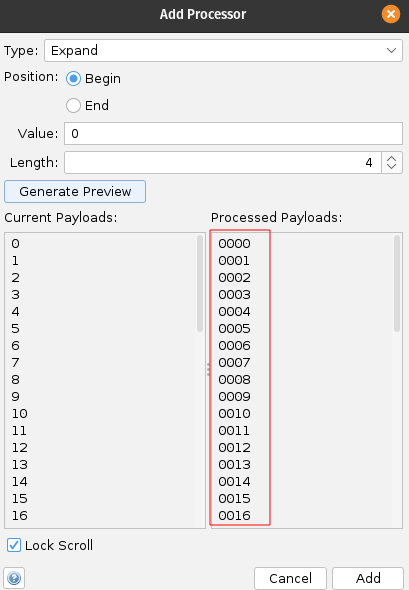 Add Processor
Type: Expand
Position: Begin
End
Value: 0
Length: 4
Generate Preview
Current Payloads: Processed Payloads:
0 0000
1 0001
2 0002
3 0003
4 0004
5 0005
6 0006
7 0007
8 0008
9 0009
10 0010
11 0011
12 0012
13 0013
14 0014
15 0015
16 0016
Lock Scroll
Cancel Add